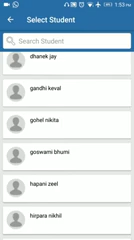 1:53 PM
Select Student
Search Student
dhanek jay
gandhi keval
gohel nikita
goswami bhumi
hapani zeel
hirpara nikhil